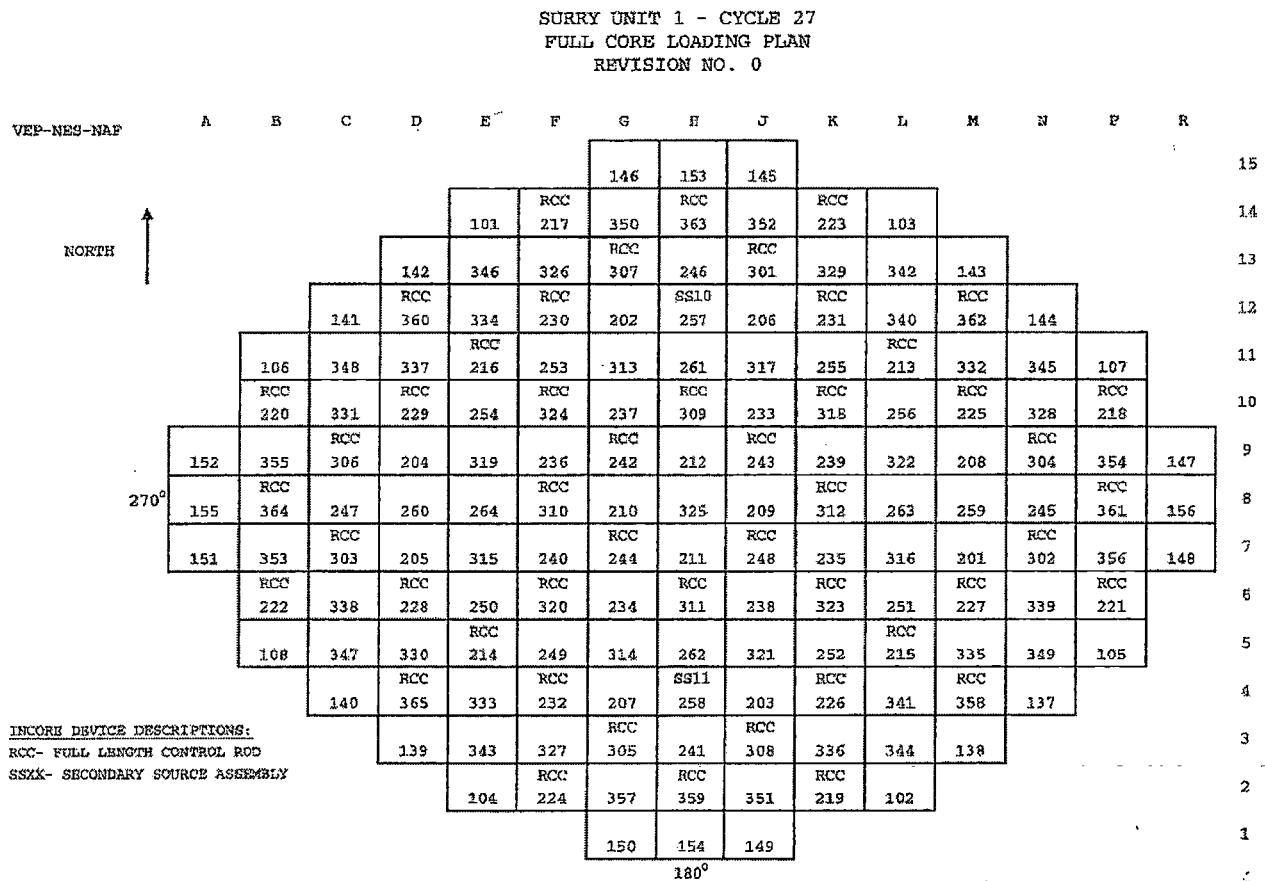 SURRY UNIT 1 - CYCLE 27
FULL CORE LOADING PLAN
REVISION NO. 0
VEP-NES-NAF A B C D E F G H J K L M N P R
146 153 145 15
RCC RCC RCC
101 217 350 363 352 223 103 14
NORTH
RCC RCC
142 346 326 307 246 301 329 342 143 13
RCC RCC SS10 RCC RCC
141 360 334 230 202 257 206 231 340 362 144 12
RCC RCC
106 348 337 216 253 313 261 317 255 213 332 345 107 11
RCC RCC RCC RCC RCC RCC RCC
220 331 229 254 324 237 309 233 318 256 225 328 218 10
RCC RCC RCC RCC
152 355 306 204 319 236 242 212 243 239 322 208 304 354 147 9
270° RCC RCC RCC RCC 8
155 364 247 260 264 310 210 325 209 312 263 259 245 361 156
RCC RCC RCC RCC
151 353 303 205 315 240 244 211 248 235 316 201 302 356 148 7
RCC RCC RCC RCC RCC RCC RCC
222 338 228 250 320 234 311 238 323 251 227 339 221 6
RCC RCC
108 347 330 214 249 314 262 321 252 215 335 349 105 5
RCC RCC SS11 RCC RCC
140 365 333 232 207 258 203 226 341 358 137 4
INCORE DEVICE DESCRIPTIONS: RCC RCC
RCC- FULL LENGTH CONTROL ROD 139 343 327 305 241 308 336 344 138 3
SSXX- SECONDARY SOURCE ASSEMBLY RCC RCC RCC
104 224 357 359 351 219 102 2
150 154 149 1
180°